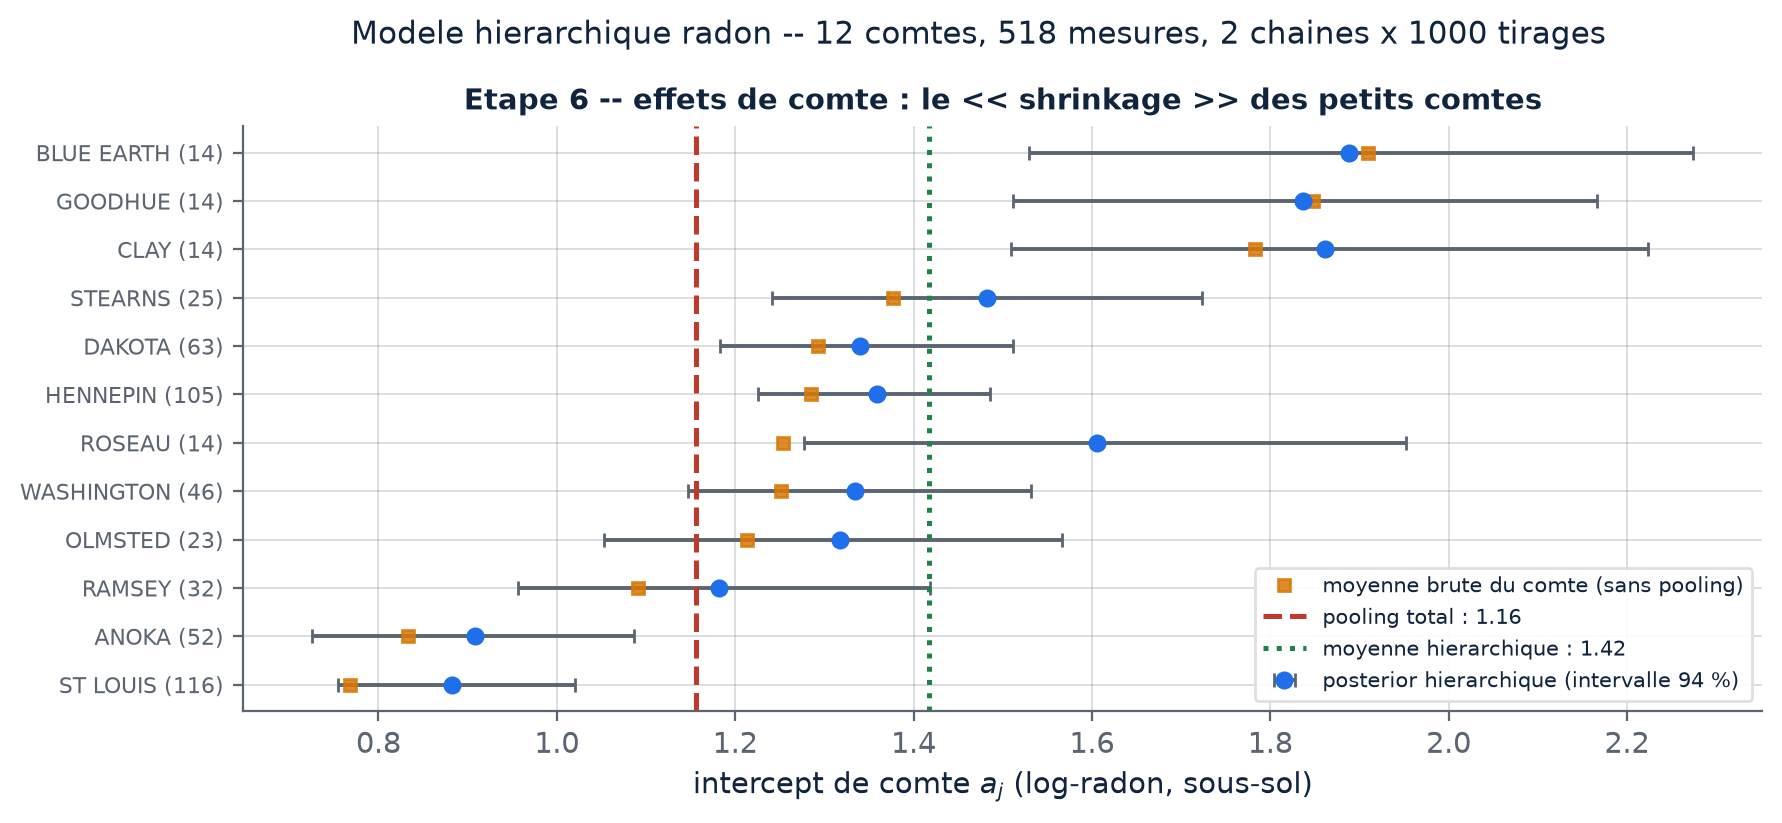 Modele hierarchique radon -- 12 comtes, 518 mesures, 2 chaines x 1000 tirages
Etape 6 -- effets de comte : le << shrinkage >> des petits comtes
BLUE EARTH (14)
GOODHUE (14)
CLAY (14)
STEARNS (25)
DAKOTA (63)
HENNEPIN (105)
ROSEAU (14)
WASHINGTON (46)
OLMSTED (23)
RAMSEY (32)
ANOKA (52)
ST LOUIS (116)
moyenne brute du comte (sans pooling)
pooling total : 1.16
moyenne hierarchique : 1.42
posterior hierarchique (intervalle 94 %)
0.8 1.0 1.2 1.4 1.6 1.8 2.0 2.2
intercept de comte aj (log-radon, sous-sol)